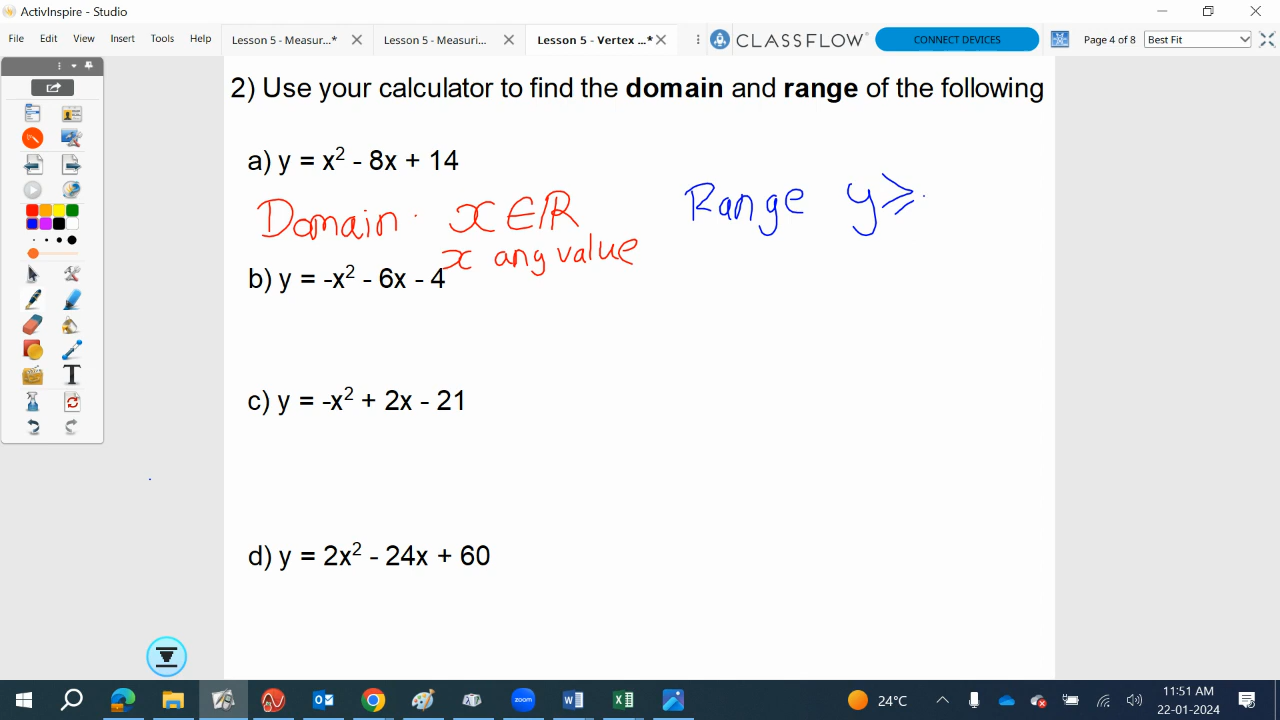 ActivInspire - Studio
File Edit View Insert Tools Help Lesson 5 - Measur...* Lesson 5 - Measuri... Lesson 5 - Vertex ...* CLASSFLOW CONNECT DEVICES Page 4 of 8 Best Fit
2) Use your calculator to find the domain and range of the following
a) y = x² - 8x + 14
Domain x∈ℝ Range y≥
x any value
b) y = -x² - 6x - 4
c) y = -x² + 2x - 21
d) y = 2x² - 24x + 60
T
zoom
24°C
11:51 AM
22-01-2024